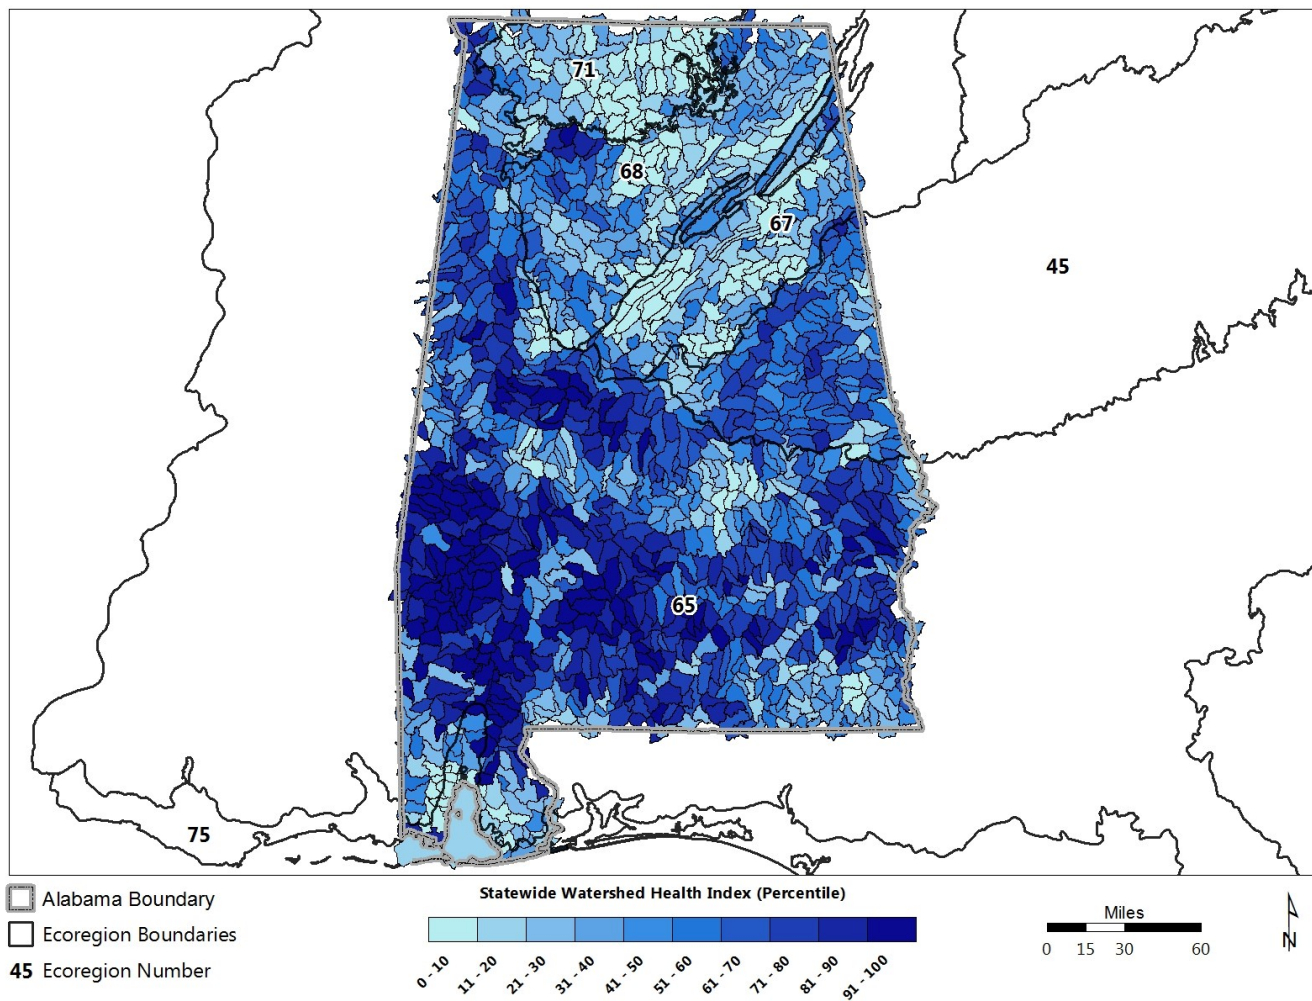 71
68
67
45
65
75
Alabama Boundary
Ecoregion Boundaries
45 Ecoregion Number
Statewide Watershed Health Index (Percentile)
0 - 10
11 - 20
21 - 30
31 - 40
41 - 50
51 - 60
61 - 70
71 - 80
81 - 90
91 - 100
Miles
0 15 30 60
N